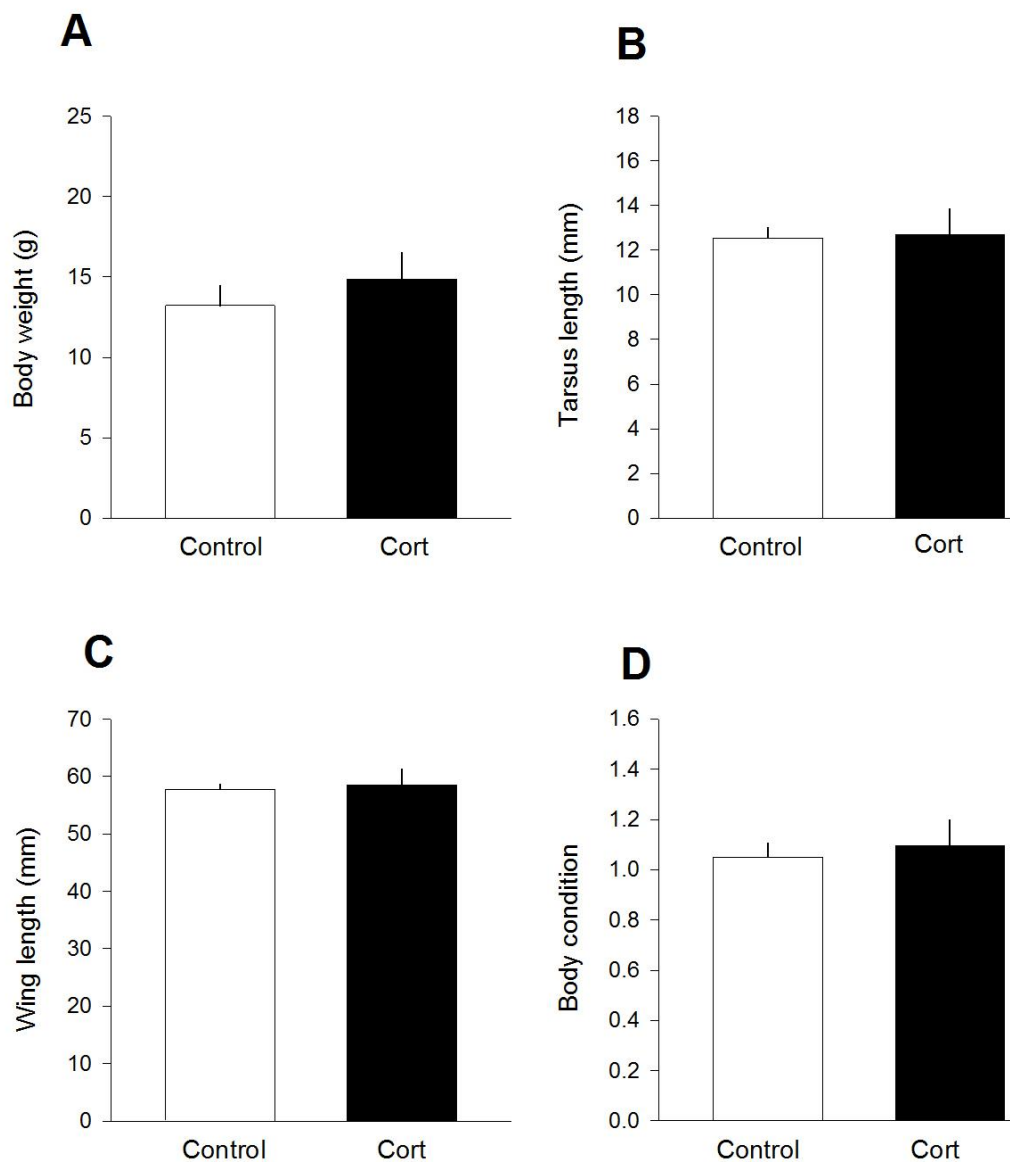 A
Body weight (g)
25
20
15
10
5
0
Control Cort
B
Tarsus length (mm)
18
16
14
12
10
8
6
4
2
0
Control Cort
C
Wing length (mm)
70
60
50
40
30
20
10
0
Control Cort
D
Body condition
1.6
1.4
1.2
1.0
0.8
0.6
0.4
0.2
0.0
Control Cort